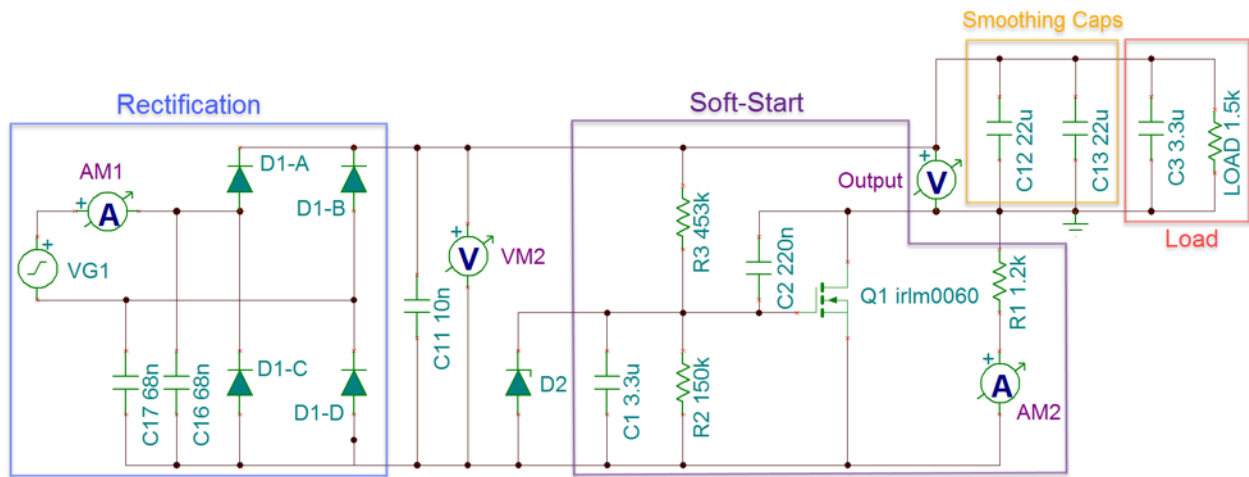 Smoothing Caps
Rectification
Soft-Start
AM1
+
A
D1-A
D1-B
+
VG1
C17 68n
C16 68n
D1-C
D1-D
C11 10n
+
V
VM2
R3 453k
C2 220n
Q1 irlm0060
D2
C1 3.3u
R2 150k
Output
+
V
C12 22u
C13 22u
C3 3.3u
LOAD 1.5k
Load
R1 1.2k
+
A
AM2